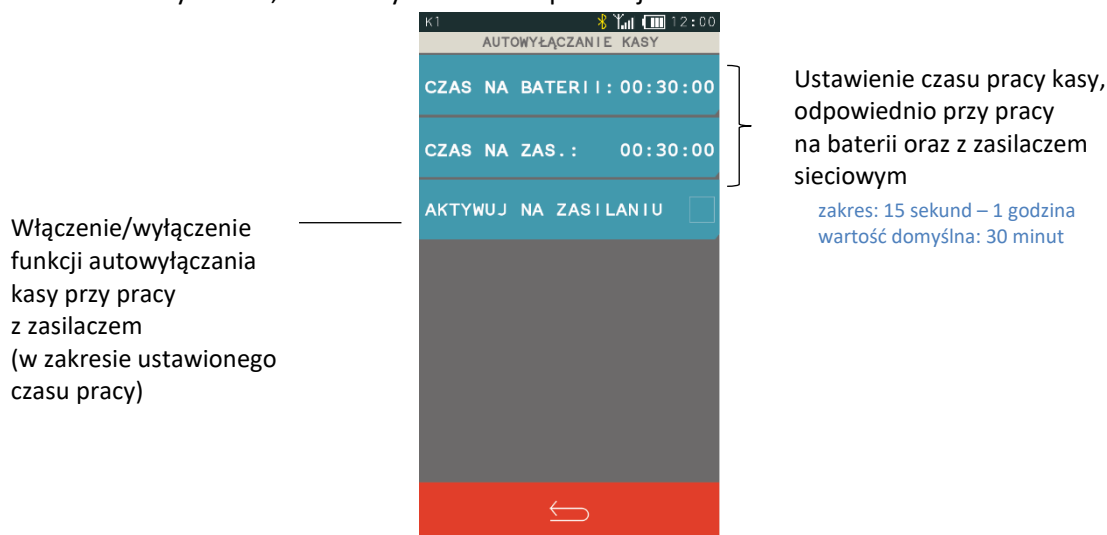 K1 12:00
AUTOWYŁĄCZANIE KASY
CZAS NA BATERII: 00:30:00
CZAS NA ZAS.: 00:30:00
AKTYWUJ NA ZASILANIU
Ustawienie czasu pracy kasy,
odpowiednio przy pracy
na baterii oraz z zasilaczem
sieciowym
zakres: 15 sekund – 1 godzina
wartość domyślna: 30 minut
Włączenie/wyłączenie
funkcji autowyłączania
kasy przy pracy
z zasilaczem
(w zakresie ustawionego
czasu pracy)